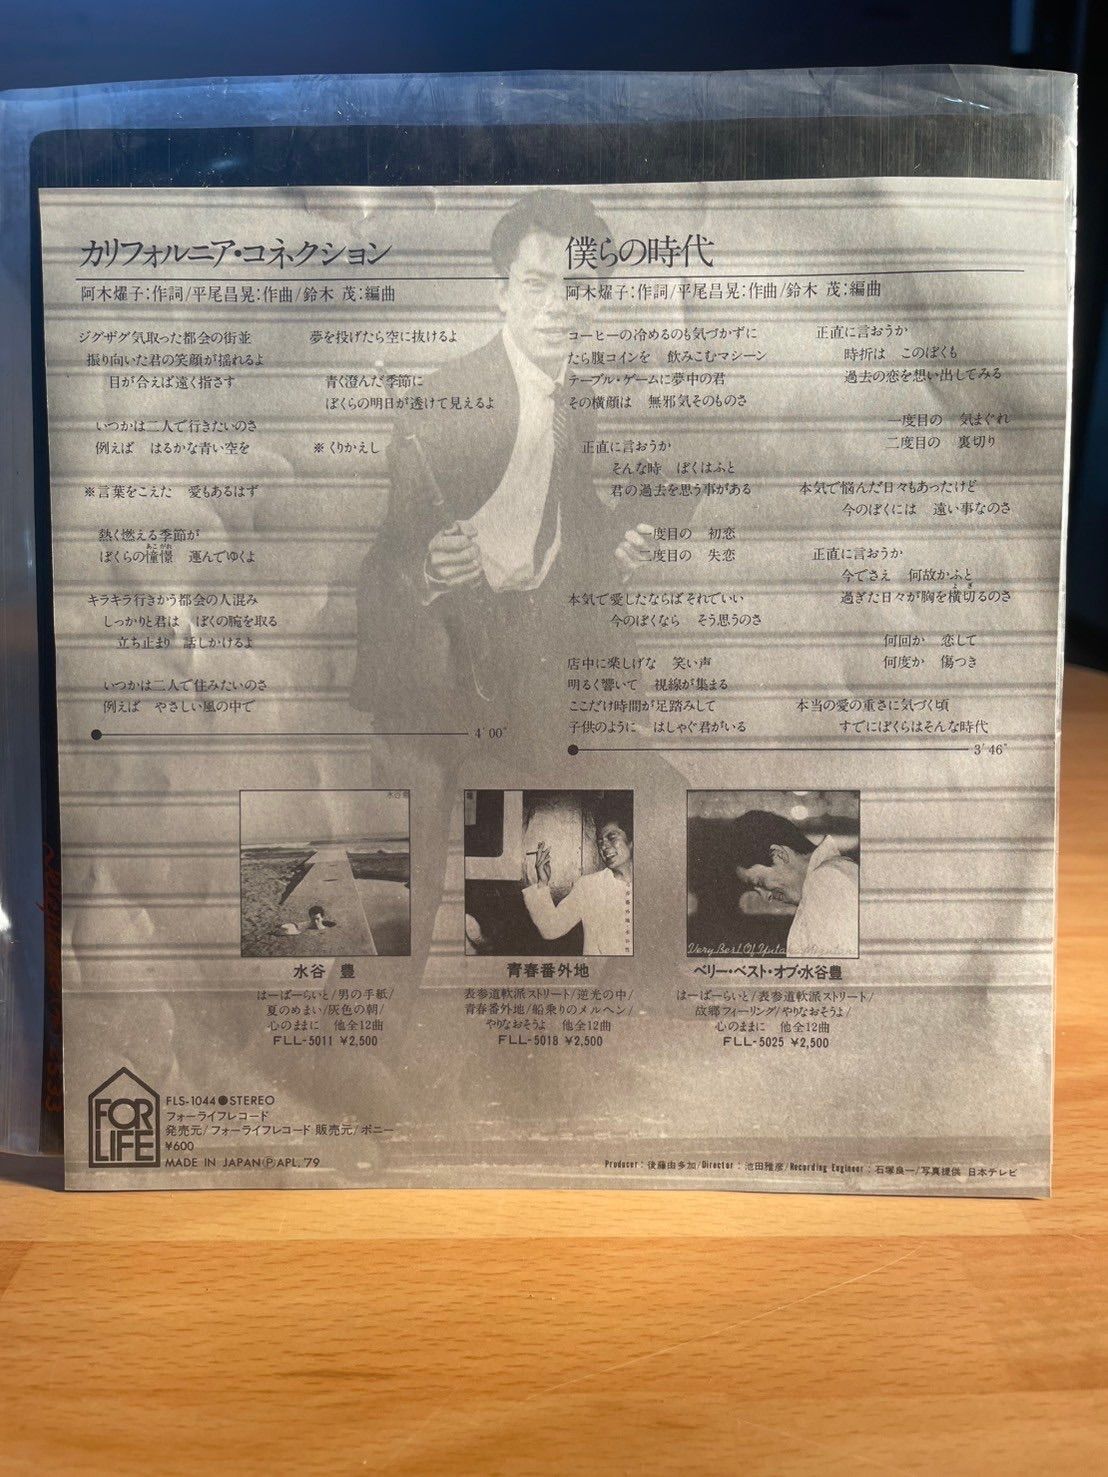 カリフォルニア・コネクション
阿木燿子:作詞/平尾昌晃:作曲/鈴木 茂:編曲
ジグザグ気取った都会の街並
振り向いた君の笑顔が揺れるよ
目が合えば遠く指さす
いつかは二人で行きたいのさ
例えば はるかな青い空を
※言葉をこえた 愛もあるはず
熱く燃える季節が
ぼくらの憧憬 運んでゆくよ
あこがれ
キラキラ行きかう都会の人混み
しっかりと君は ぼくの腕を取る
立ち止まり 話しかけるよ
いつかは二人で住みたいのさ
例えば やさしい風の中で
夢を投げたら空に抜けるよ
青く澄んだ季節に
ぼくらの明日が透けて見えるよ
※くりかえし
4′00″
僕らの時代
阿木燿子:作詞/平尾昌晃:作曲/鈴木 茂:編曲
コーヒーの冷めるのも気づかずに
たら腹コインを 飲みこむマシーン
テーブル・ゲームに夢中の君
その横顔は 無邪気そのものさ
正直に言おうか
そんな時 ぼくはふと
君の過去を思う事がある
一度目の 初恋
二度目の 失恋
本気で愛したならばそれでいい
今のぼくなら そう思うのさ
店中に楽しげな 笑い声
明るく響いて 視線が集まる
ここだけ時間が足踏みして
子供のように はしゃぐ君がいる
正直に言おうか
時折は このぼくも
過去の恋を想い出してみる
一度目の 気まぐれ
二度目の 裏切り
本気で悩んだ日々もあったけど
今のぼくには 遠い事なのさ
正直に言おうか
今でさえ 何故かふと
過ぎた日々が胸を横切るのさ
よぎ
何回か 恋して
何度か 傷つき
本当の愛の重さに気づく頃
すでにぼくらはそんな時代
3′46″
水谷豊
Very Best Of Yutaka Mizutani
水谷 豊
はーばーらいと/男の手紙/
夏のめまい/灰色の朝/
心のままに 他全12曲
FLL-5011 ¥2,500
青春番外地
表参道軟派ストリート/逆光の中/
青春番外地/船乗りのメルヘン/
やりなおそうよ 他全12曲
FLL-5018 ¥2,500
ベリー・ベスト・オブ・水谷豊
はーばーらいと/表参道軟派ストリート/
故郷フィーリング/やりなおそうよ/
心のままに 他全12曲
FLL-5025 ¥2,500
FOR
LIFE
FLS-1044●STEREO
フォーライフレコード
発売元/フォーライフレコード 販売元/ポニー
¥600
MADE IN JAPANⓅAPL.'79
Producer:後藤由多加/Director:池田雅彦/Recording Engineer:石塚良一/写真提供 日本テレビ